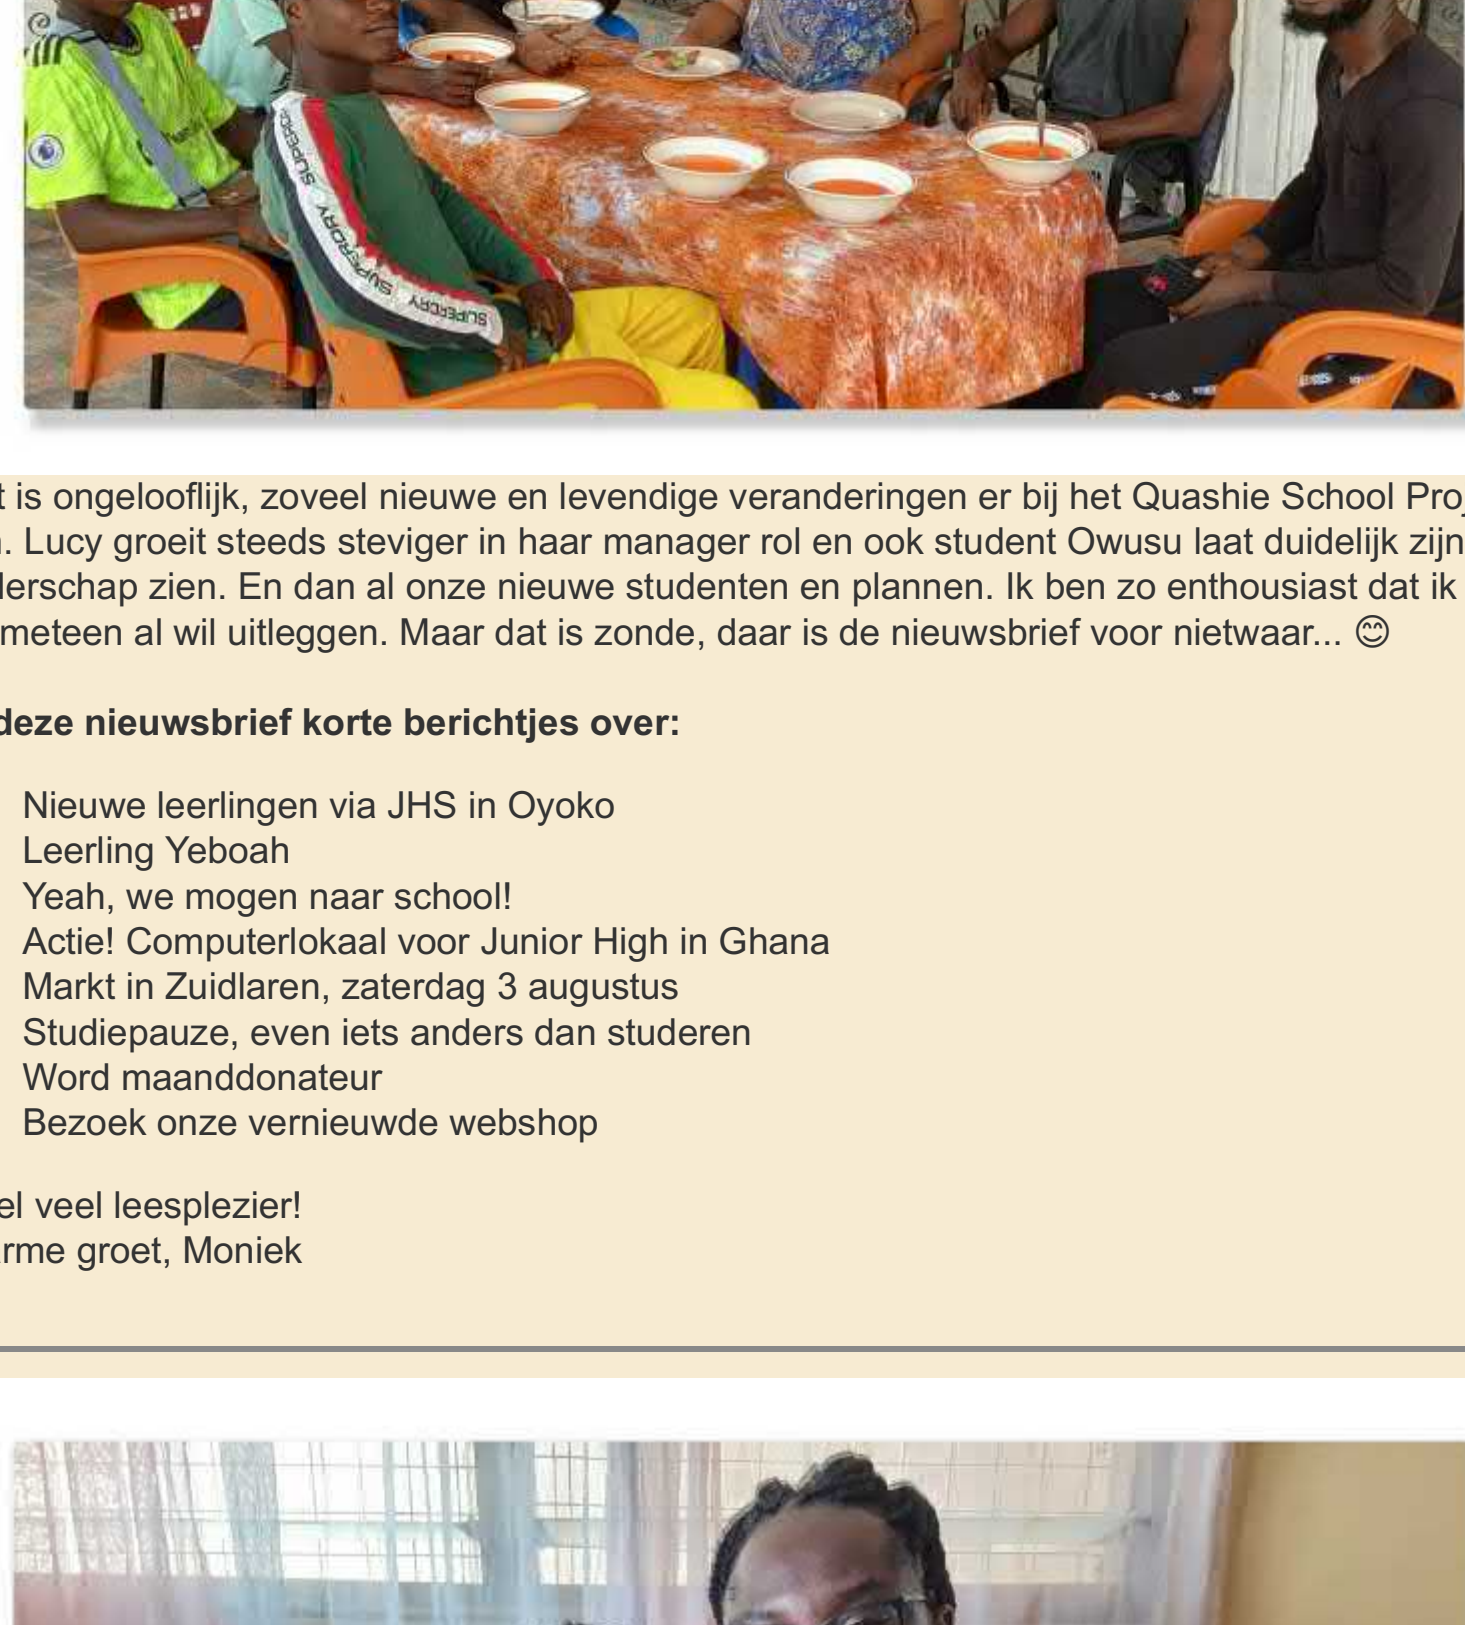 SUPERDRY SUPERDRY SUPERDRY
t is ongelooflijk, zoveel nieuwe en levendige veranderingen er bij het Quashie School Proj
. Lucy groeit steeds steviger in haar manager rol en ook student Owusu laat duidelijk zijn
derschap zien. En dan al onze nieuwe studenten en plannen. Ik ben zo enthousiast dat ik
meteen al wil uitleggen. Maar dat is zonde, daar is de nieuwsbrief voor nietwaar... 😊
deze nieuwsbrief korte berichtjes over:
Nieuwe leerlingen via JHS in Oyoko
Leerling Yeboah
Yeah, we mogen naar school!
Actie! Computerlokaal voor Junior High in Ghana
Markt in Zuidlaren, zaterdag 3 augustus
Studiepauze, even iets anders dan studeren
Word maanddonateur
Bezoek onze vernieuwde webshop
el veel leesplezier!
rme groet, Moniek